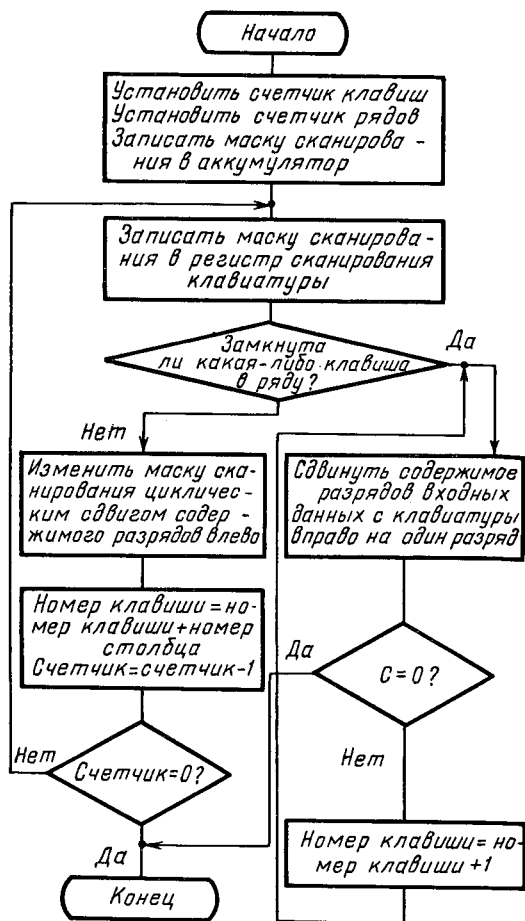 Начало
Установить счетчик клавиш
Установить счетчик рядов
Записать маску сканирова-
ния в аккумулятор
Записать маску сканирова-
ния в регистр сканирования
клавиатуры
Замкнута
ли какая-либо клавиша
в ряду?
Да
Нет
Изменить маску ска-
нирования цикличес-
ким сдвигом содер-
жимого разрядов влево
Сдвинуть содержимое
разрядов входных
данных с клавиатуры
вправо на один разряд
Номер клавиши=но-
мер клавиши+номер
столбца
Счетчик=счетчик-1
Да
С=0?
Нет
Нет
Счетчик=0?
Да
Номер клавиши=но-
мер клавиши+1
Конец